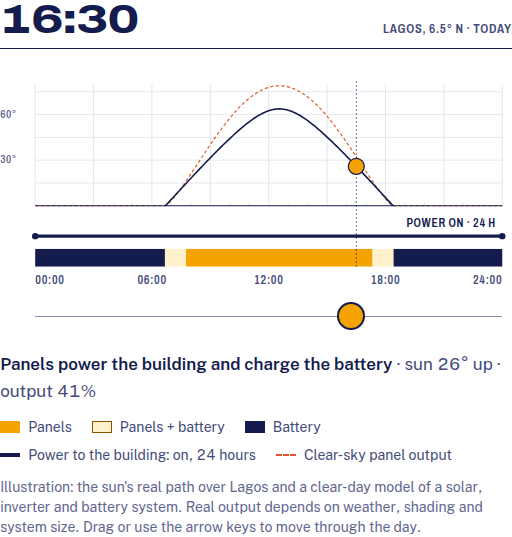 16:30
LAGOS, 6.5° N · TODAY
60°
30°
POWER ON · 24 H
00:00 06:00 12:00 18:00 24:00
Panels power the building and charge the battery · sun 26° up ·
output 41%
Panels Panels + battery Battery
Power to the building: on, 24 hours Clear-sky panel output
Illustration: the sun's real path over Lagos and a clear-day model of a solar,
inverter and battery system. Real output depends on weather, shading and
system size. Drag or use the arrow keys to move through the day.